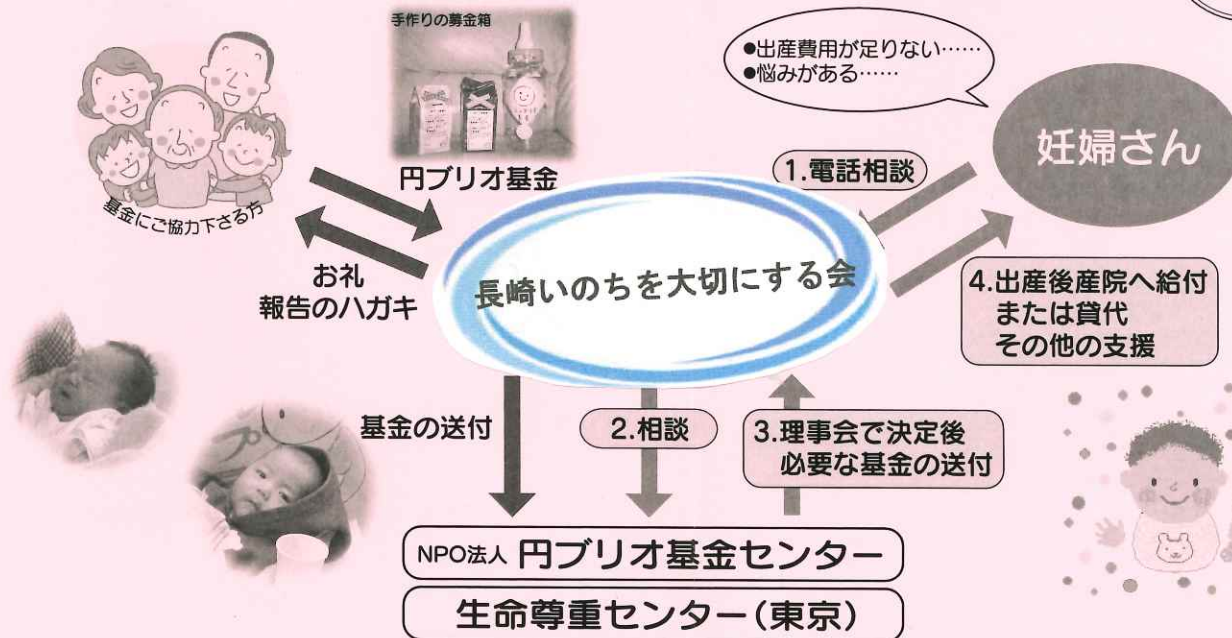 手作りの募金箱
●出産費用が足りない……
●悩みがある……
妊婦さん
円ブリオ基金
1.電話相談
基金にご協力下さる方
お礼
報告のハガキ
長崎いのちを大切にする会
4.出産後産院へ給付
または貸代
その他の支援
基金の送付
2.相談
3.理事会で決定後
必要な基金の送付
NPO法人 円ブリオ基金センター
生命尊重センター(東京)